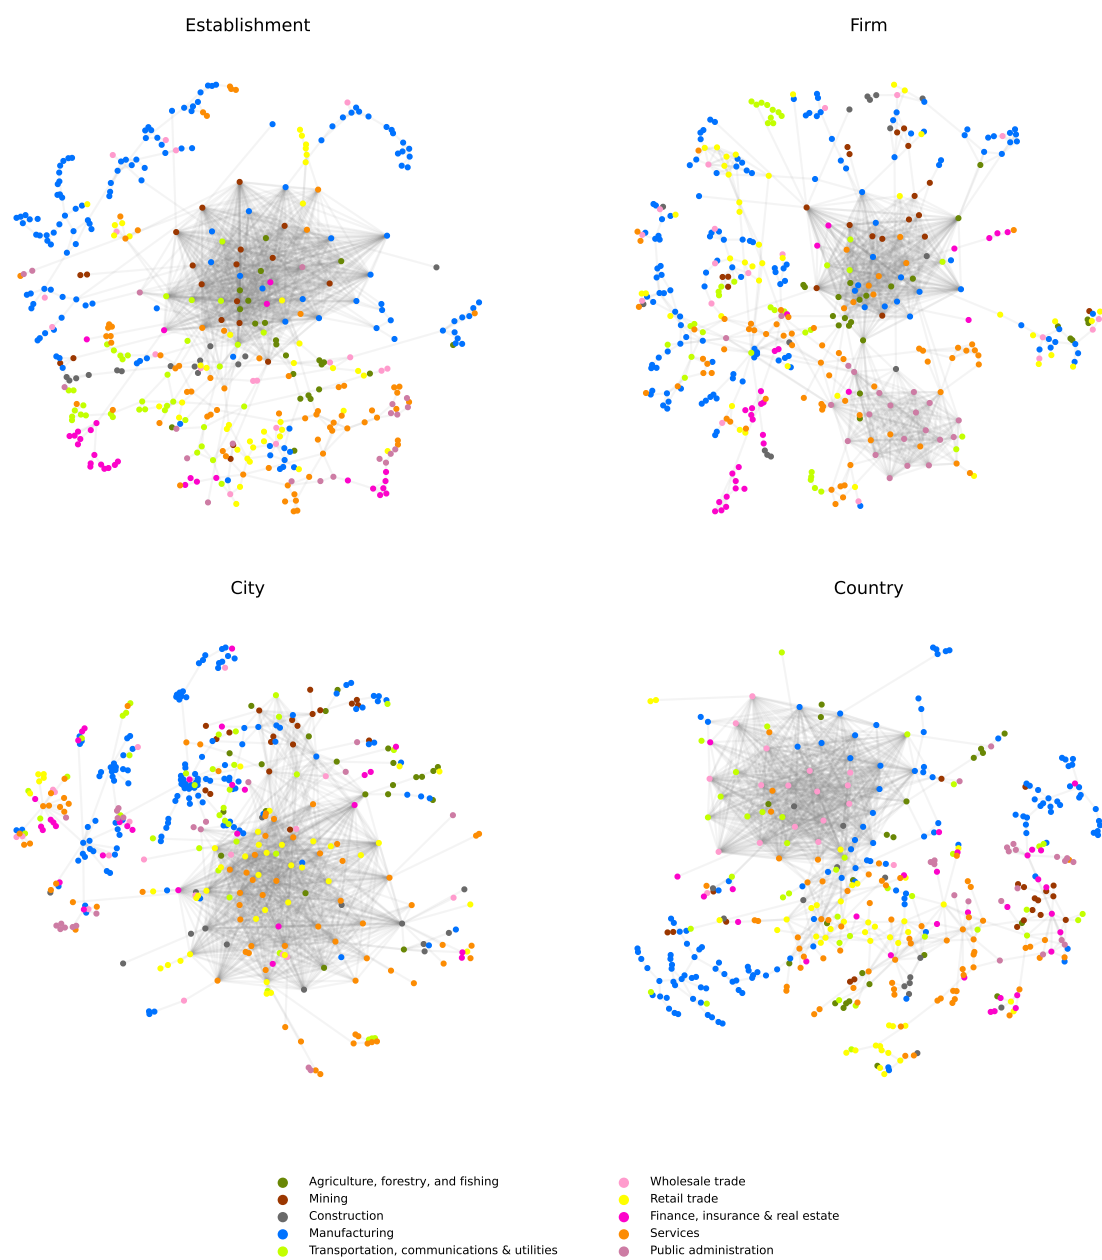 Establishment
Firm
City
Country
Agriculture, forestry, and fishing
Mining
Construction
Manufacturing
Transportation, communications & utilities
Wholesale trade
Retail trade
Finance, insurance & real estate
Services
Public administration